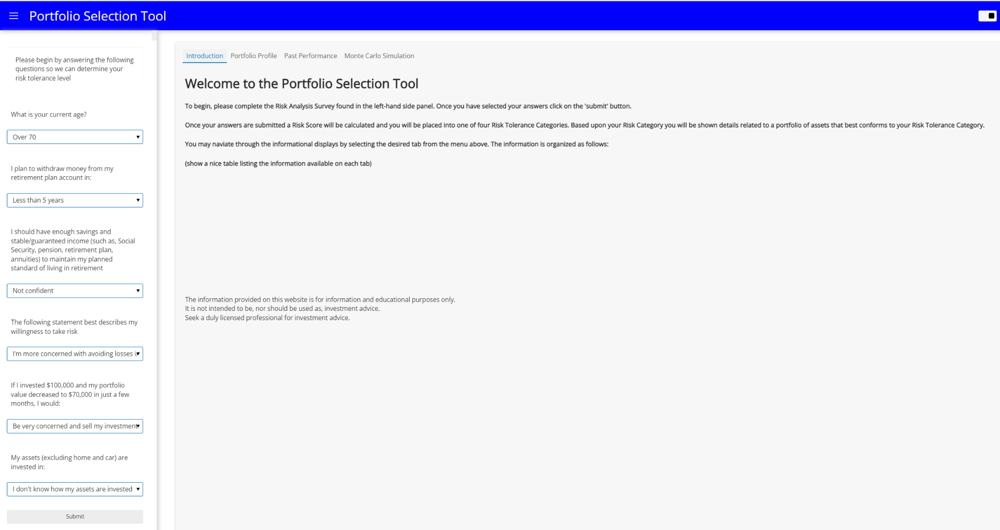 Portfolio Selection Tool
Please begin by answering the following
questions so we can determine your
risk tolerance level
What is your current age?
Over 70
I plan to withdraw money from my
retirement plan account in:
Less than 5 years
I should have enough savings and
stable/guaranteed income (such as, Social
Security, pension, retirement plan,
annuities) to maintain my planned
standard of living in retirement
Not confident
The following statement best describes my
willingness to take risk
I'm more concerned with avoiding losses
If I invested $100,000 and my portfolio
value decreased to $70,000 in just a few
months, I would:
Be very concerned and sell my investment
My assets (excluding home and car) are
invested in:
I don't know how my assets are invested
Submit
Introduction Portfolio Profile Past Performance Monte Carlo Simulation
Welcome to the Portfolio Selection Tool
To begin, please complete the Risk Analysis Survey found in the left-hand side panel. Once you have selected your answers click on the 'submit' button.
Once your answers are submitted a Risk Score will be calculated and you will be placed into one of four Risk Tolerance Categories. Based upon your Risk Category you will be shown details related to a portfolio of assets that best conforms to your Risk Tolerance Category.
You may naviate through the informational displays by selecting the desired tab from the menu above. The information is organized as follows:
(show a nice table listing the information available on each tab)
The information provided on this website is for information and educational purposes only.
It is not intended to be, nor should be used as, investment advice.
Seek a duly licensed professional for investment advice.